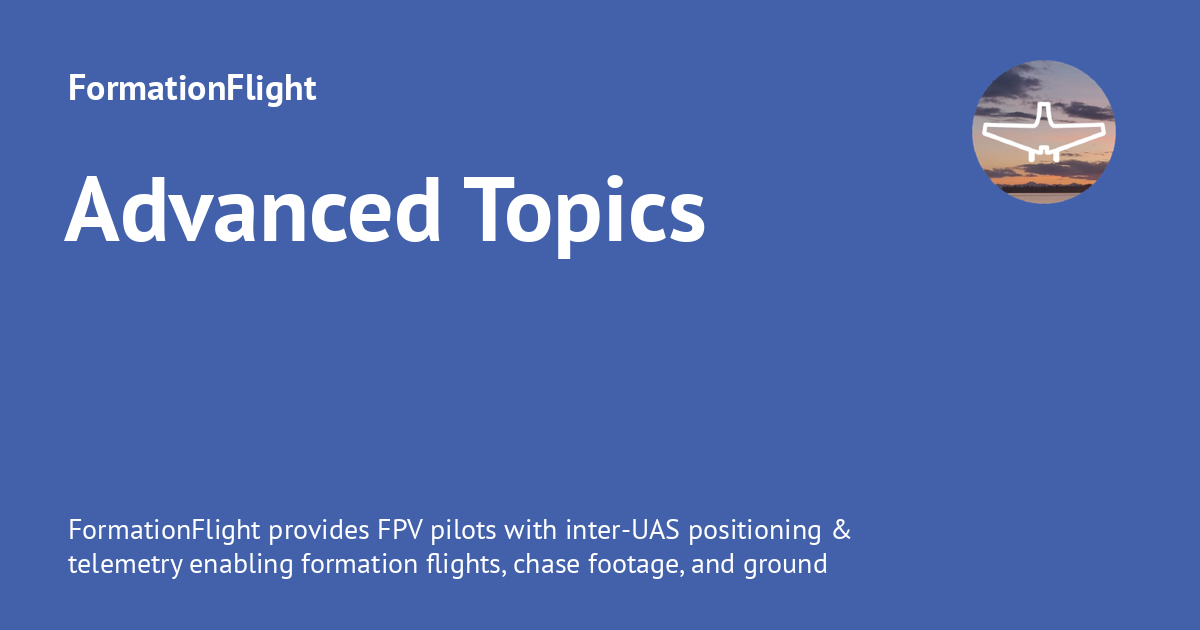 FormationFlight
Advanced Topics
FormationFlight provides FPV pilots with inter-UAS positioning &
telemetry enabling formation flights, chase footage, and ground